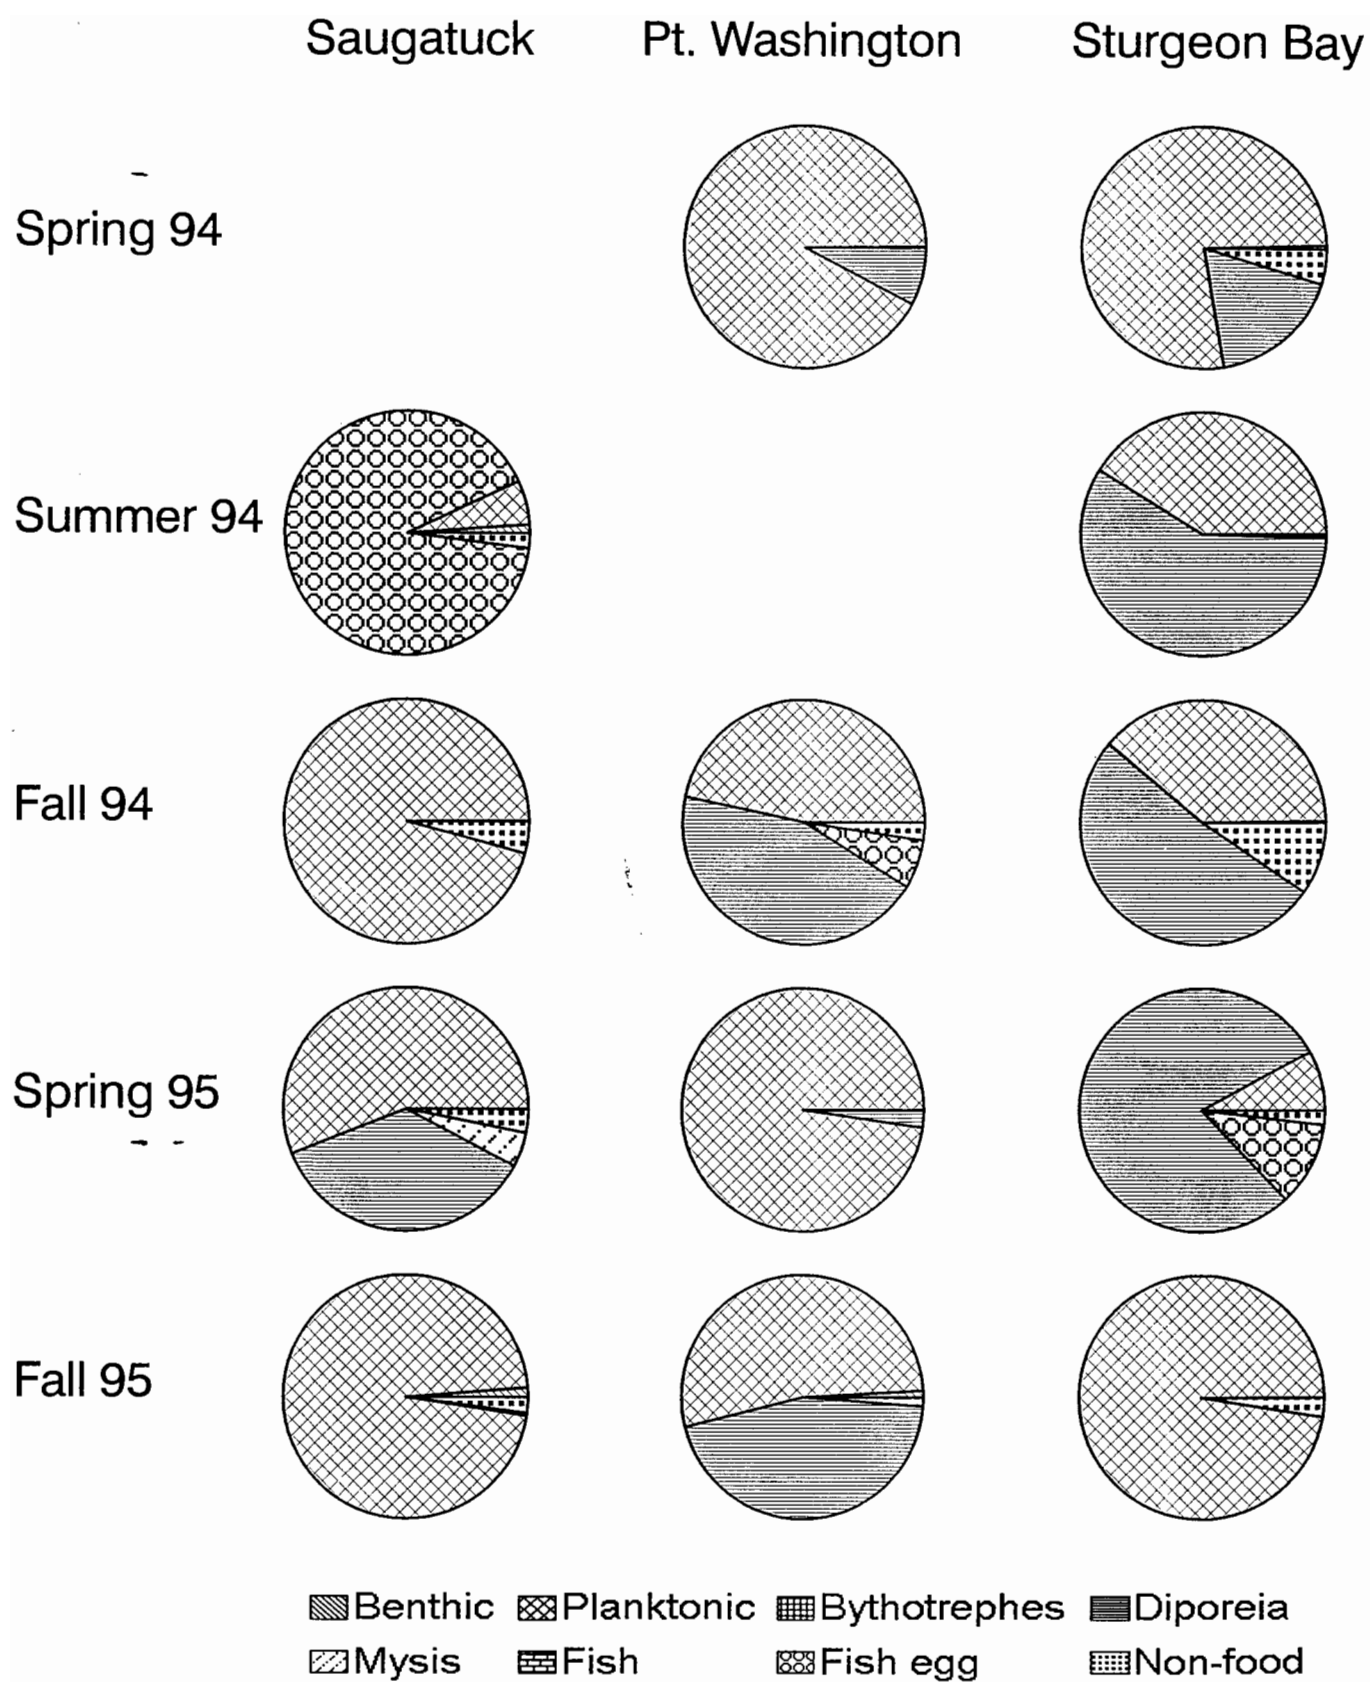 Saugatuck Pt. Washington Sturgeon Bay
Spring 94
Summer 94
Fall 94
Spring 95
Fall 95
Benthic Planktonic Bythotrephes Diporeia
Mysis Fish Fish egg Non-food